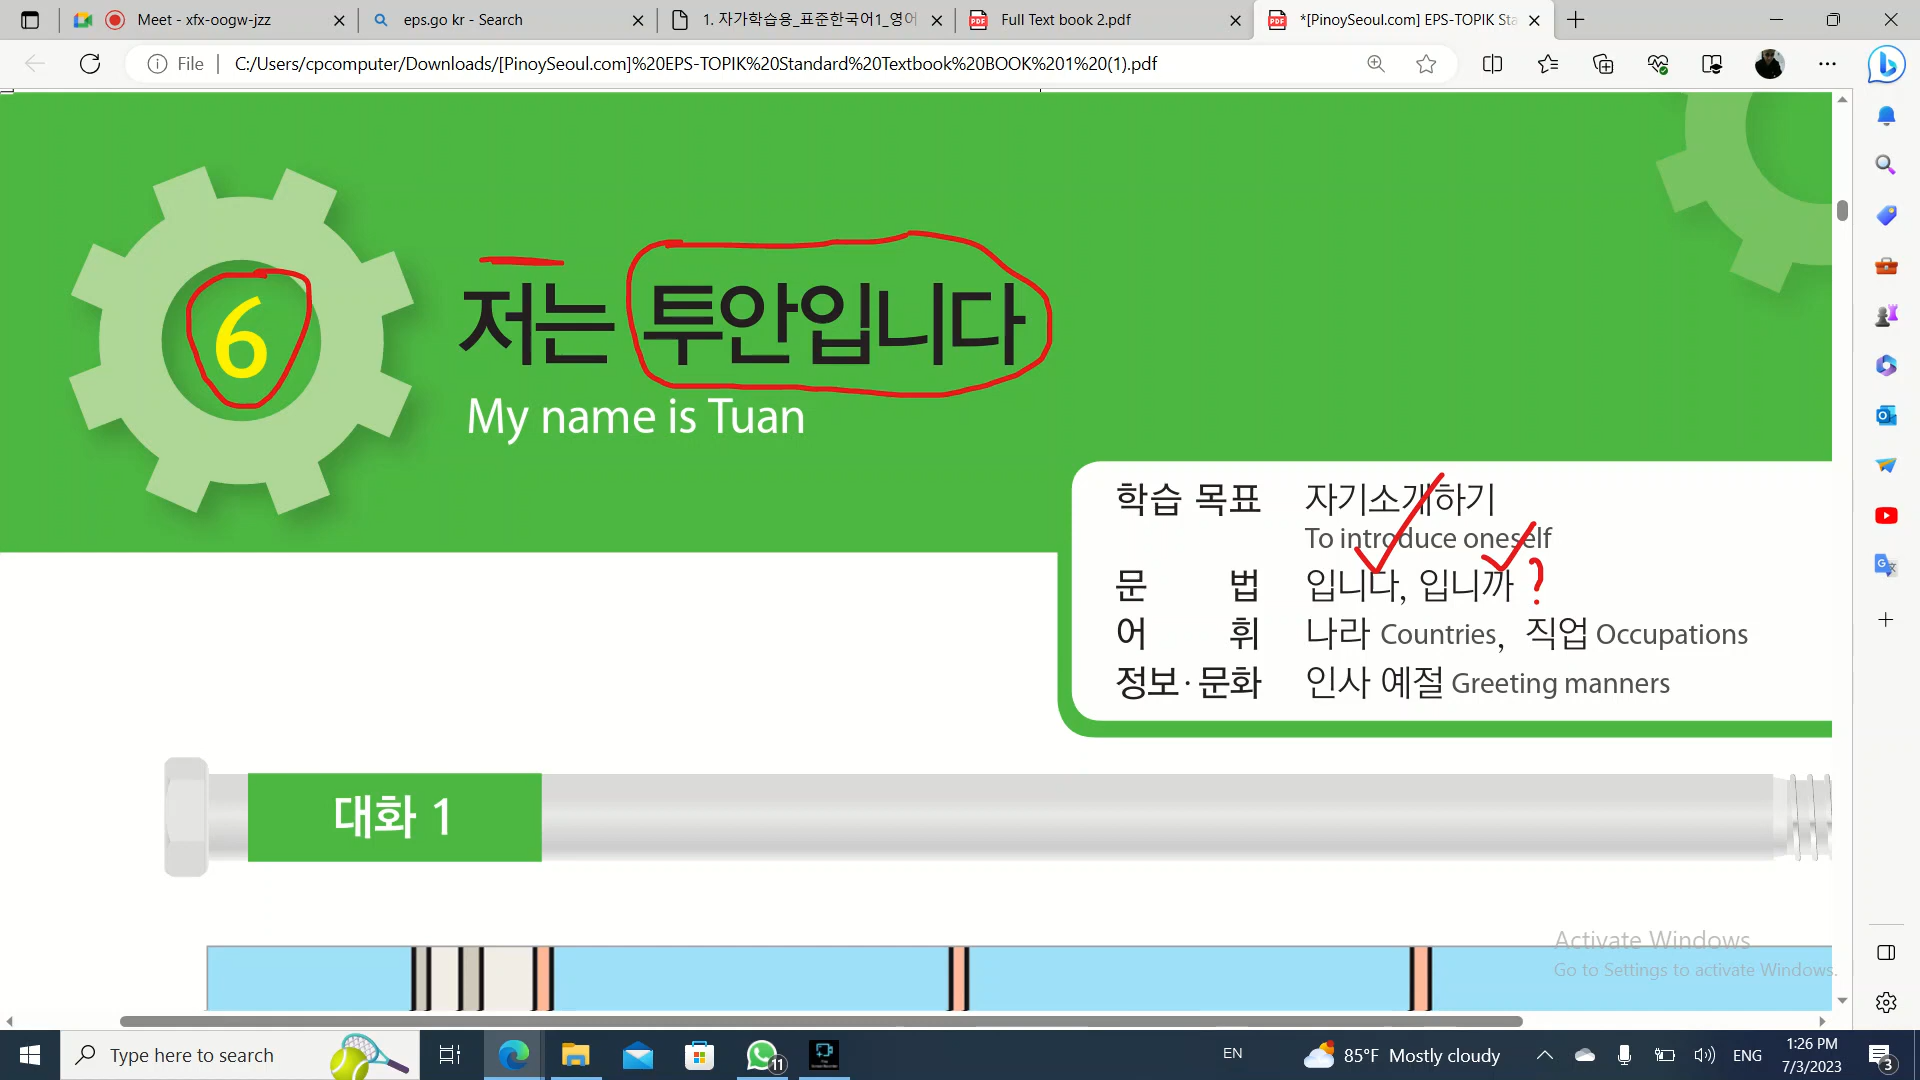 Meet - xfx-oogw-jzz
eps.go kr - Search
1. 자가학습용_표준한국어1_영어
Full Text book 2.pdf
*[PinoySeoul.com] EPS-TOPIK Sta
File
C:/Users/cpcomputer/Downloads/[PinoySeoul.com]%20EPS-TOPIK%20Standard%20Textbook%20BOOK%201%20(1).pdf
6
저는 투안입니다
My name is Tuan
학습 목표 자기소개하기
To introduce oneself
문 법 입니다, 입니까 ?
어 휘 나라 Countries, 직업 Occupations
정보·문화 인사 예절 Greeting manners
대화 1
Activate Windows
Go to Settings to activate Windows.
Type here to search
11
EN
85°F Mostly cloudy
ENG
1:26 PM
7/3/2023
3